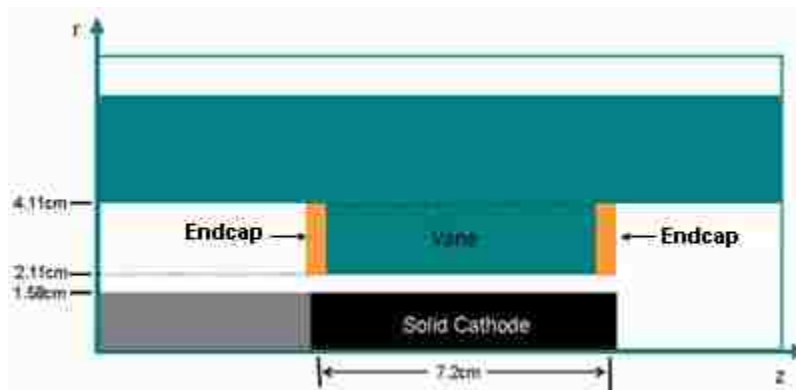 r
4.11cm
Endcap
Vane
Endcap
2.11cm
1.58cm
Solid Cathode
7.2cm
z